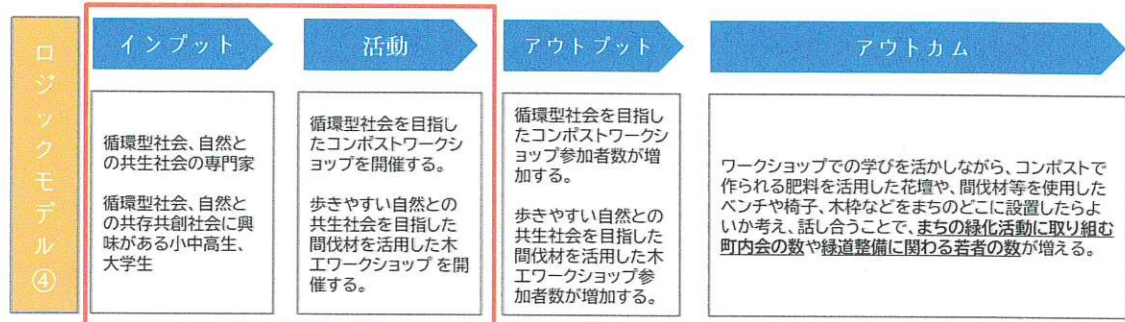 ロジックモデル④
インプット
活動
アウトプット
アウトカム
循環型社会、自然と
の共生社会の専門家
循環型社会、自然と
の共存共創社会に興
味がある小中高生、
大学生
循環型社会を目指し
たコンポストワークシ
ョップを開催する。
歩きやすい自然との
共生社会を目指した
間伐材を活用した木
工ワークショップ を開
催する。
循環型社会を目指し
たコンポストワークシ
ョップ参加者数が増
加する。
歩きやすい自然との
共生社会を目指した
間伐材を活用した木
工ワークショップ参
加者数が増加する。
ワークショップでの学びを活かしながら、コンポストで
作られる肥料を活用した花壇や、間伐材等を使用した
ベンチや椅子、木枠などをまちのどこに設置したらよ
いか考え、話し合うことで、まちの緑化活動に取り組む
町内会の数や緑道整備に関わる若者の数が増える。